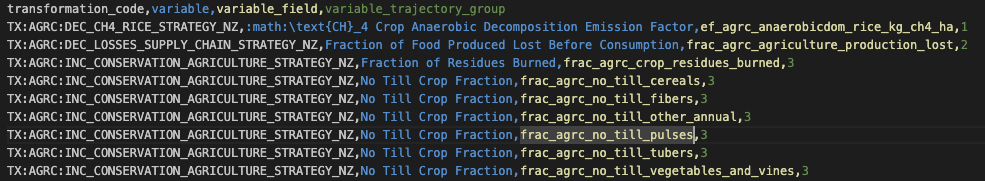 transformation_code,variable,variable_field,variable_trajectory_group
TX:AGRC:DEC_CH4_RICE_STRATEGY_NZ,:math:\text{CH}_4 Crop Anaerobic Decomposition Emission Factor,ef_agrc_anaerobicdom_rice_kg_ch4_ha,1
TX:AGRC:DEC_LOSSES_SUPPLY_CHAIN_STRATEGY_NZ,Fraction of Food Produced Lost Before Consumption,frac_agrc_agriculture_production_lost,2
TX:AGRC:INC_CONSERVATION_AGRICULTURE_STRATEGY_NZ,Fraction of Residues Burned,frac_agrc_crop_residues_burned,3
TX:AGRC:INC_CONSERVATION_AGRICULTURE_STRATEGY_NZ,No Till Crop Fraction,frac_agrc_no_till_cereals,3
TX:AGRC:INC_CONSERVATION_AGRICULTURE_STRATEGY_NZ,No Till Crop Fraction,frac_agrc_no_till_fibers,3
TX:AGRC:INC_CONSERVATION_AGRICULTURE_STRATEGY_NZ,No Till Crop Fraction,frac_agrc_no_till_other_annual,3
TX:AGRC:INC_CONSERVATION_AGRICULTURE_STRATEGY_NZ,No Till Crop Fraction,frac_agrc_no_till_pulses,3
TX:AGRC:INC_CONSERVATION_AGRICULTURE_STRATEGY_NZ,No Till Crop Fraction,frac_agrc_no_till_tubers,3
TX:AGRC:INC_CONSERVATION_AGRICULTURE_STRATEGY_NZ,No Till Crop Fraction,frac_agrc_no_till_vegetables_and_vines,3